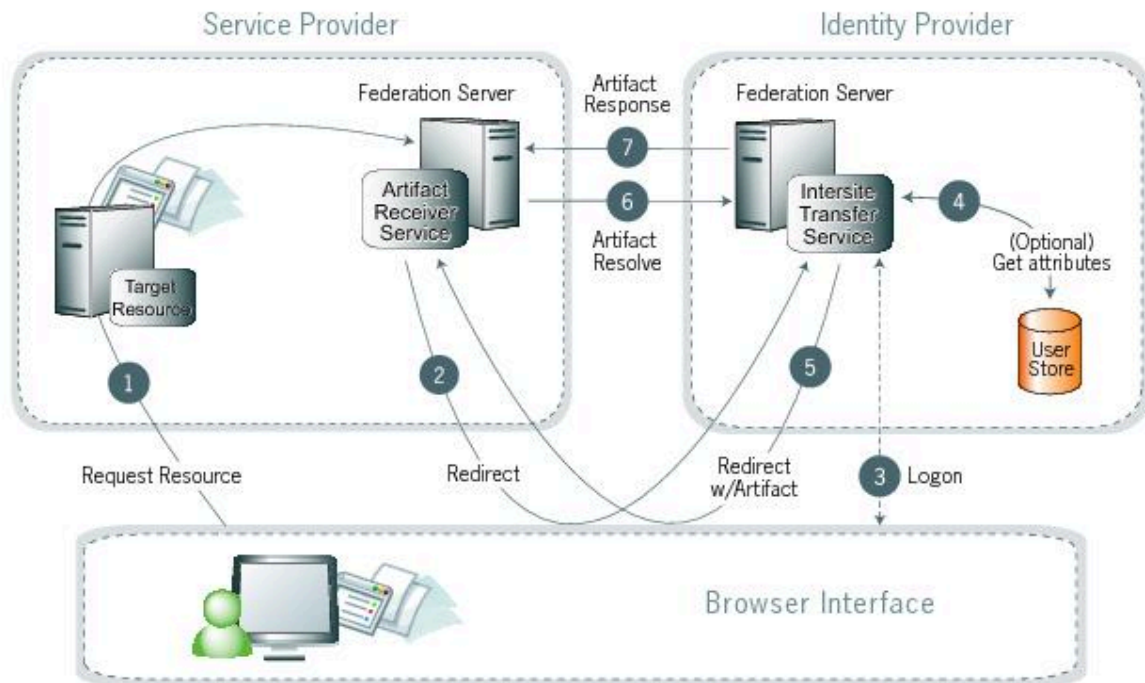 Service Provider
Identity Provider
Federation Server
Artifact
Response
Federation Server
7
Artifact
Receiver
Service
6
Intersite
Transfer
Service
4
Artifact
Resolve
(Optional)
Get attributes
Target
Resource
User
Store
1
2
5
Request Resource
Redirect
Redirect
w/Artifact
3
Logon
Browser Interface